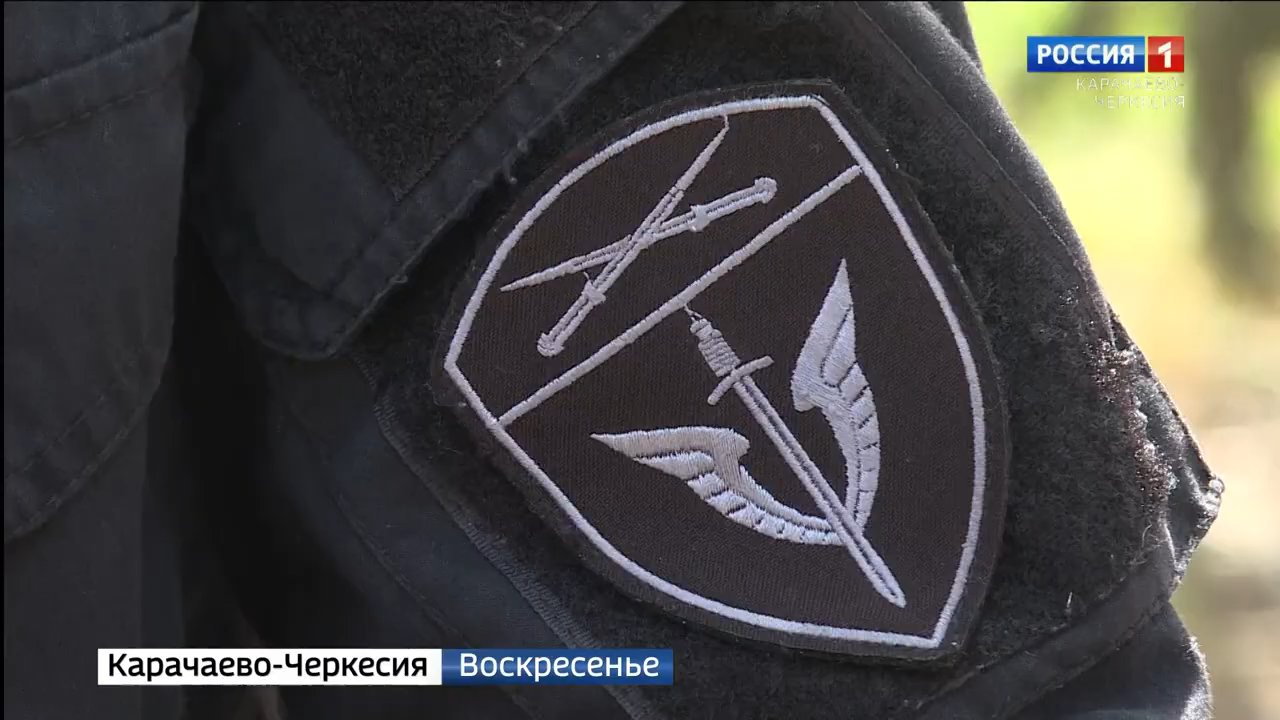 РОССИЯ 1
КАРАЧАЕВО-
ЧЕРКЕСИЯ
Карачаево-Черкесия Воскресенье